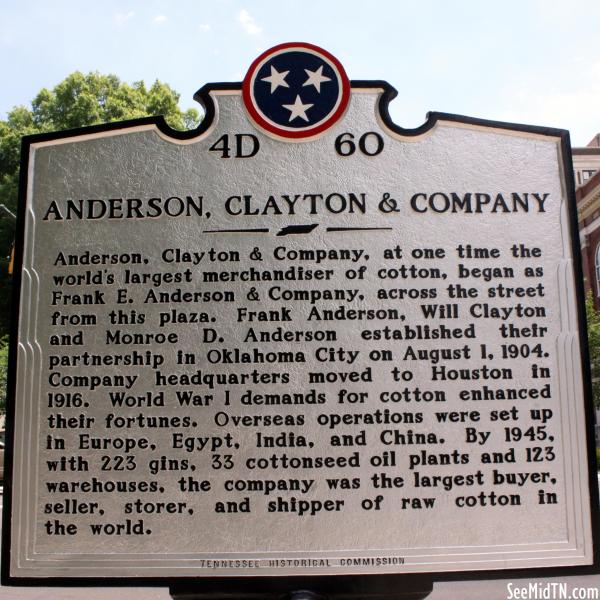 4D 60
ANDERSON, CLAYTON & COMPANY
Anderson, Clayton & Company, at one time the
world's largest merchandiser of cotton, began as
Frank E. Anderson & Company, across the street
from this plaza. Frank Anderson, Will Clayton
and Monroe D. Anderson established their
partnership in Oklahoma City on August 1, 1904.
Company headquarters moved to Houston in
1916. World War I demands for cotton enhanced
their fortunes. Overseas operations were set up
in Europe, Egypt, India, and China. By 1945,
with 223 gins, 33 cottonseed oil plants and 123
warehouses, the company was the largest buyer,
seller, storer, and shipper of raw cotton in
the world.
TENNESSEE HISTORICAL COMMISSION
SeeMidTN.com